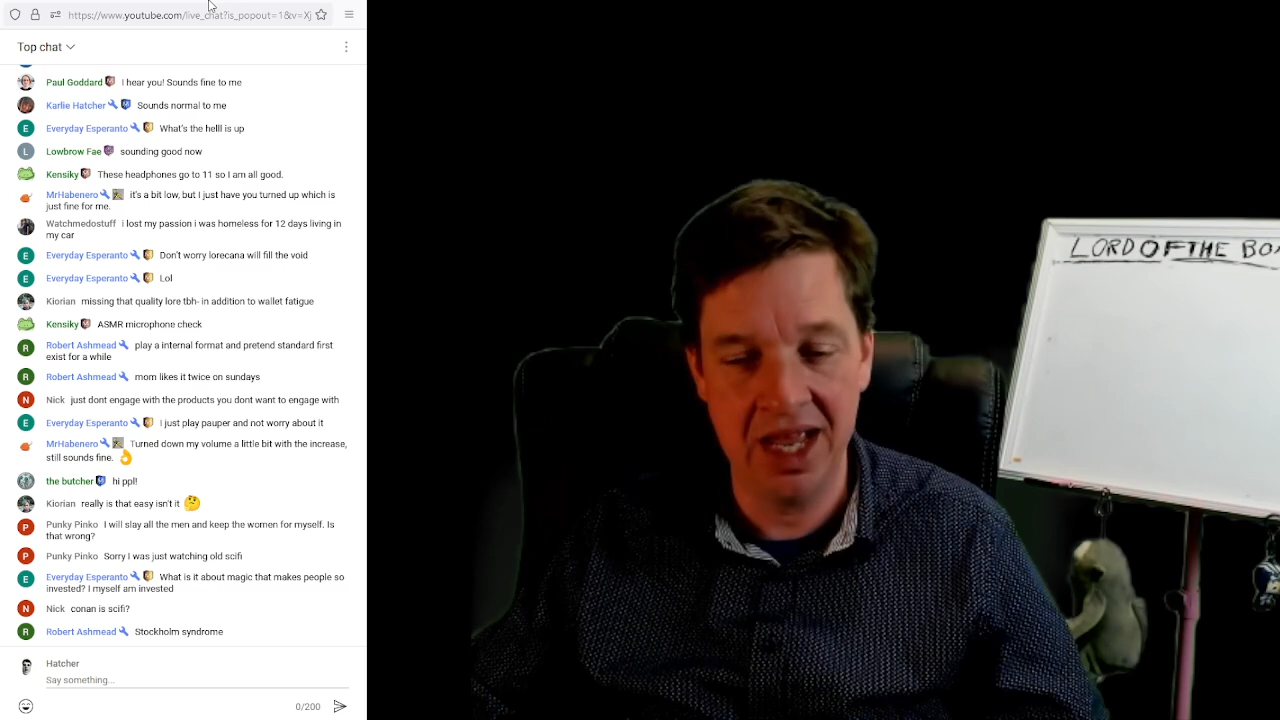 https://www.youtube.com/live_chat?is_popout=1&v=Xj
Top chat
Paul Goddard I hear you! Sounds fine to me
Karlie Hatcher Sounds normal to me
E Everyday Esperanto What's the helll is up
L Lowbrow Fae sounding good now
Kensiky These headphones go to 11 so I am all good.
MrHabenero it's a bit low, but I just have you turned up which is
just fine for me.
Watchmedostuff i lost my passion i was homeless for 12 days living in
my car
E Everyday Esperanto Don't worry lorecana will fill the void
E Everyday Esperanto Lol
Kiorian missing that quality lore tbh- in addition to wallet fatigue
Kensiky ASMR microphone check
R Robert Ashmead play a internal format and pretend standard first
exist for a while
R Robert Ashmead mom likes it twice on sundays
N Nick just dont engage with the products you dont want to engage with
E Everyday Esperanto I just play pauper and not worry about it
MrHabenero Turned down my volume a little bit with the increase,
still sounds fine. 👌
the butcher hi ppl!
Kiorian really is that easy isn't it 🤔
P Punky Pinko I will slay all the men and keep the women for myself. Is
that wrong?
P Punky Pinko Sorry I was just watching old scifi
E Everyday Esperanto What is it about magic that makes people so
invested? I myself am invested
N Nick conan is scifi?
R Robert Ashmead Stockholm syndrome
Hatcher
Say something...
0/200
LORD OF THE BO